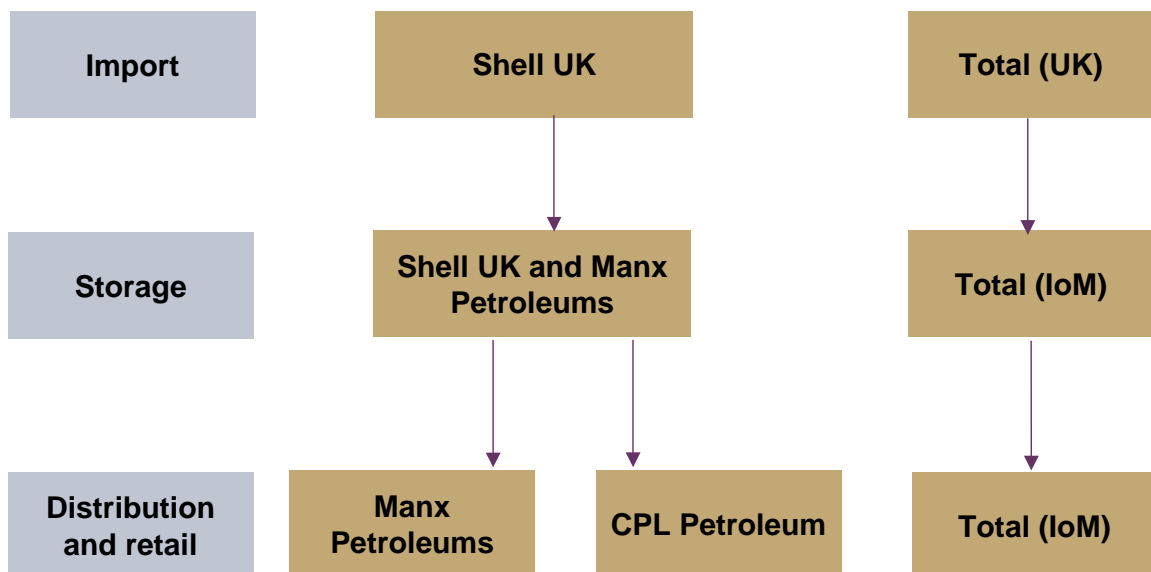 Import
Shell UK
Total (UK)
Storage
Shell UK and Manx
Petroleums
Total (IoM)
Distribution
and retail
Manx
Petroleums
CPL Petroleum
Total (IoM)